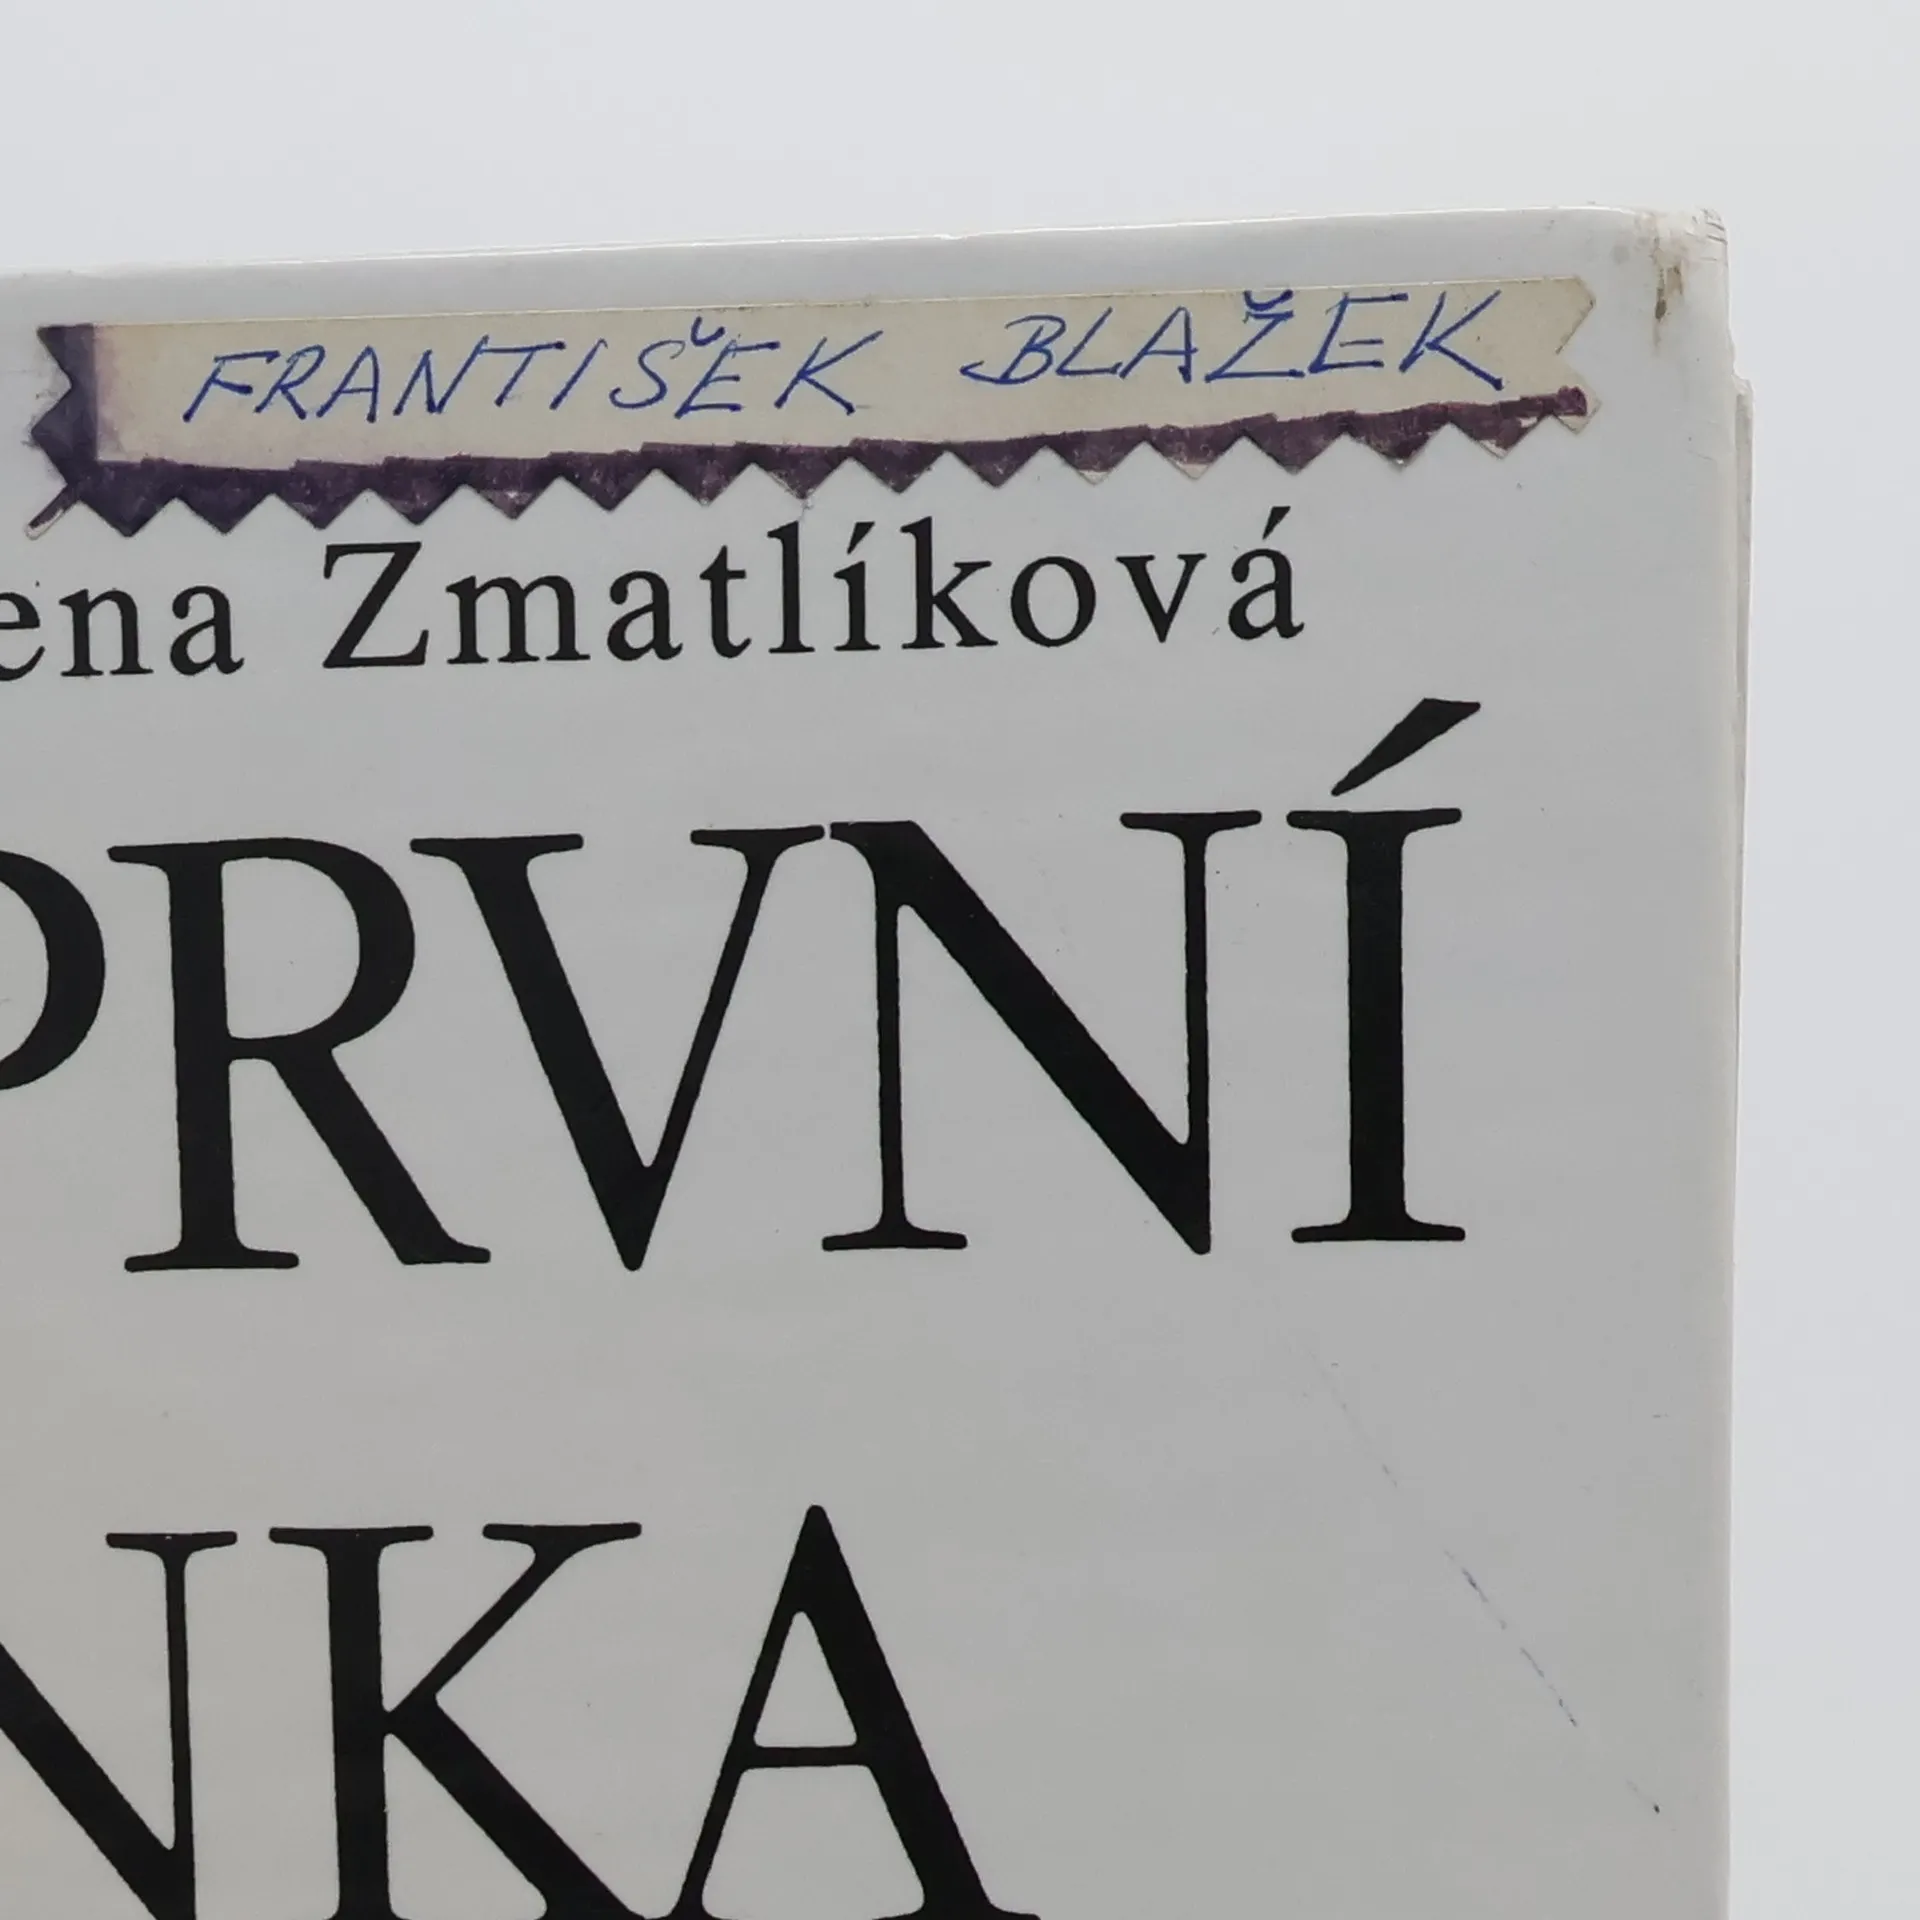 FRANTIŠEK BLAŽEK
ena Zmatlíková
PRVNÍ
NKA